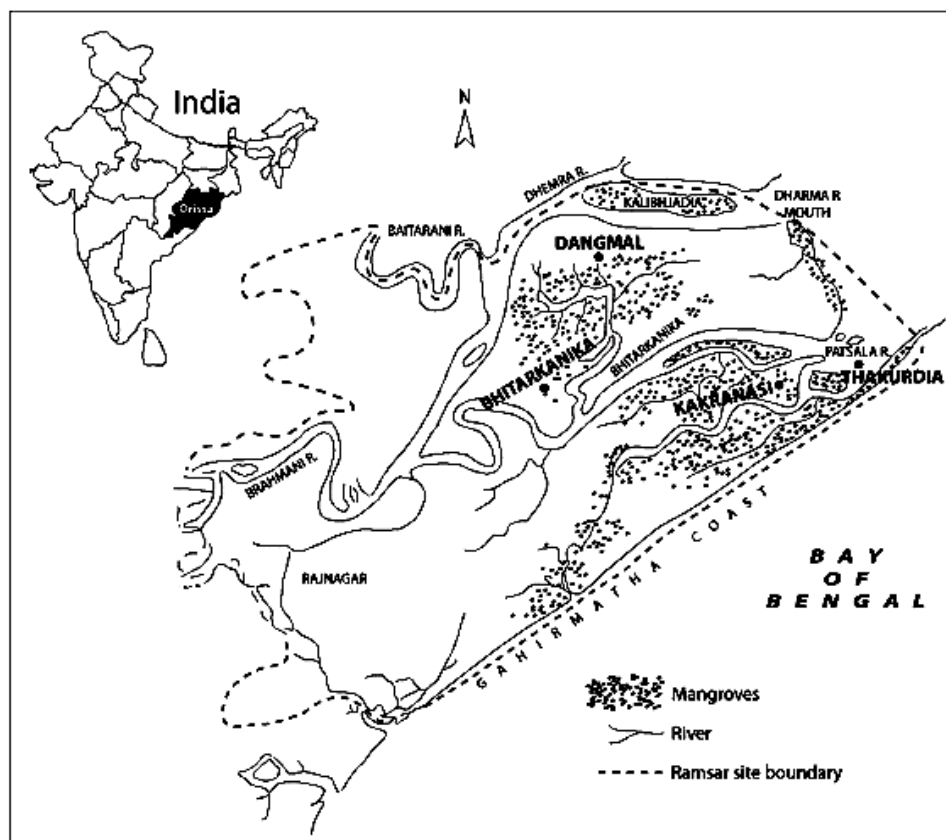 India
Orissa
N
DHEMRA R.
KALIBHJADIA
DHARMA R
MOUTH
BAITARANI R.
DANGMAL
BHITARKANIKA
BHITARKANIKA
PATSALA R.
THAKURDIA
KAKRANASI
BRAHMANI R.
RAJNAGAR
GAHIRMATHA COAST
BAY
OF
BENGAL
Mangroves
River
Ramsar site boundary